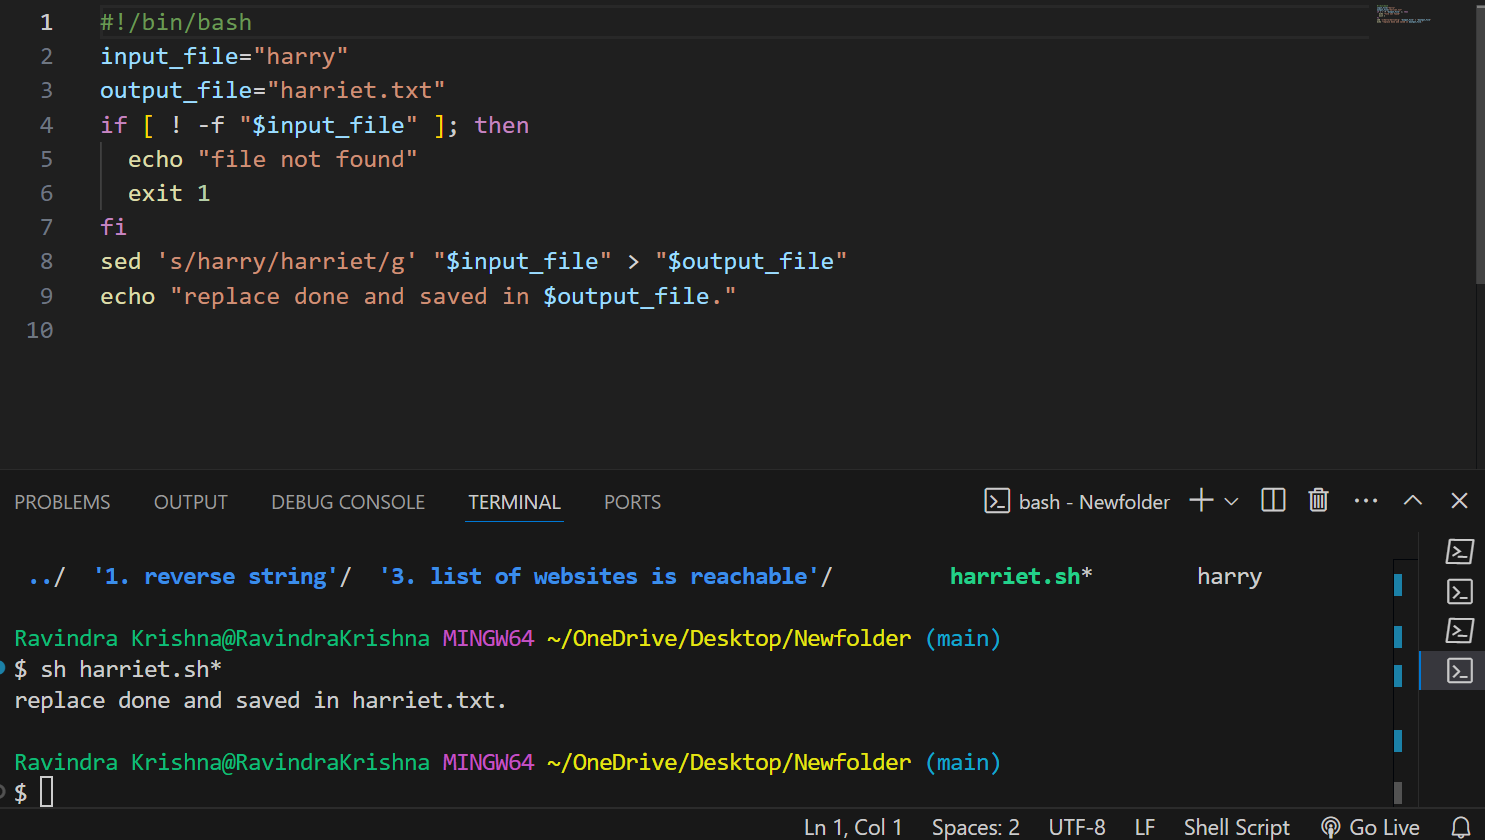 1 #!/bin/bash
2 input_file="harry"
3 output_file="harriet.txt"
4 if [ ! -f "$input_file" ]; then
5 echo "file not found"
6 exit 1
7 fi
8 sed 's/harry/harriet/g' "$input_file" > "$output_file"
9 echo "replace done and saved in $output_file."
10
PROBLEMS OUTPUT DEBUG CONSOLE TERMINAL PORTS bash - Newfolder
../ '1. reverse string'/ '3. list of websites is reachable'/ harriet.sh* harry
Ravindra Krishna@RavindraKrishna MINGW64 ~/OneDrive/Desktop/Newfolder (main)
$ sh harriet.sh*
replace done and saved in harriet.txt.
Ravindra Krishna@RavindraKrishna MINGW64 ~/OneDrive/Desktop/Newfolder (main)
$
Ln 1, Col 1 Spaces: 2 UTF-8 LF Shell Script Go Live